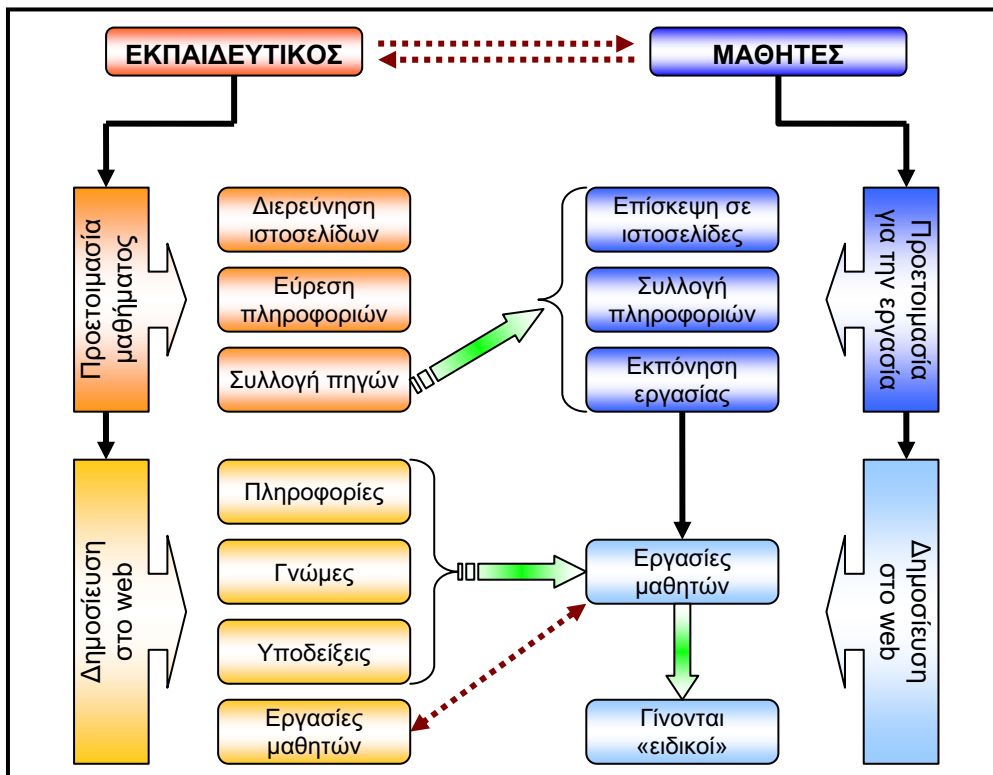 ΕΚΠΑΙΔΕΥΤΙΚΟΣ
ΜΑΘΗΤΕΣ
Προετοιμασία
μαθήματος
Διερεύνηση
ιστοσελίδων
Εύρεση
πληροφοριών
Συλλογή πηγών
Επίσκεψη σε
ιστοσελίδες
Συλλογή
πληροφοριών
Εκπόνηση
εργασίας
Προετοιμασία
για την εργασία
Δημοσίευση
στο web
Πληροφορίες
Γνώμες
Υποδείξεις
Εργασίες
μαθητών
Εργασίες
μαθητών
Γίνονται
«ειδικοί»
Δημοσίευση
στο web